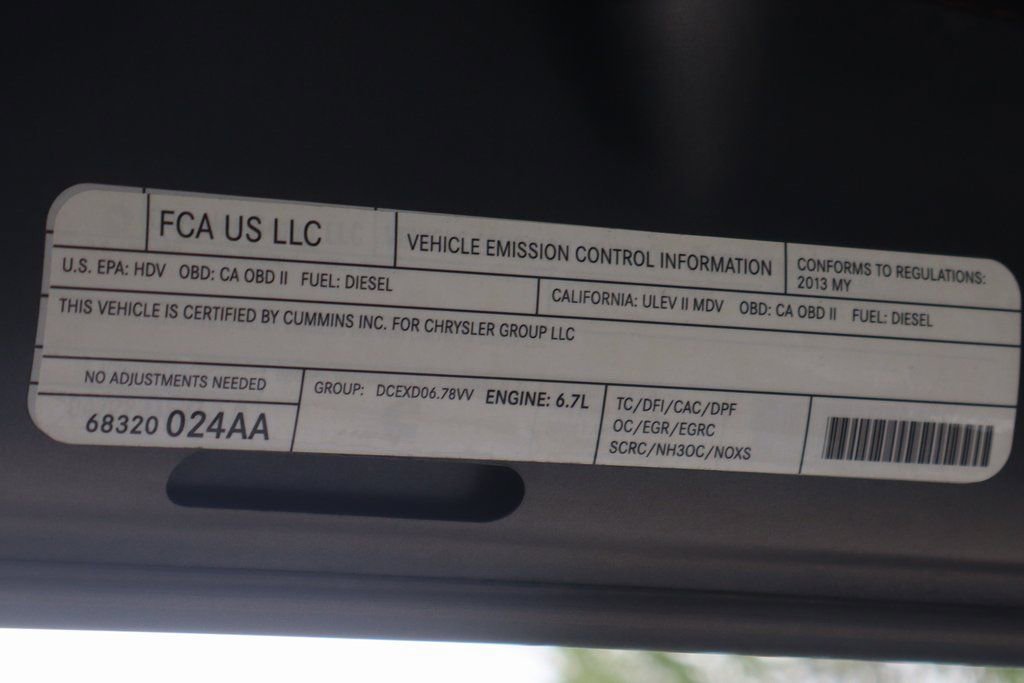 FCA US LLC
VEHICLE EMISSION CONTROL INFORMATION
CONFORMS TO REGULATIONS:
2013 MY
U.S. EPA: HDV OBD: CA OBD II FUEL: DIESEL
CALIFORNIA: ULEV II MDV OBD: CA OBD II FUEL: DIESEL
THIS VEHICLE IS CERTIFIED BY CUMMINS INC. FOR CHRYSLER GROUP LLC
NO ADJUSTMENTS NEEDED
68320 024AA
GROUP: DCEXD06.78VV ENGINE: 6.7L
TC/DFI/CAC/DPF
OC/EGR/EGRC
SCRC/NH3OC/NOXS